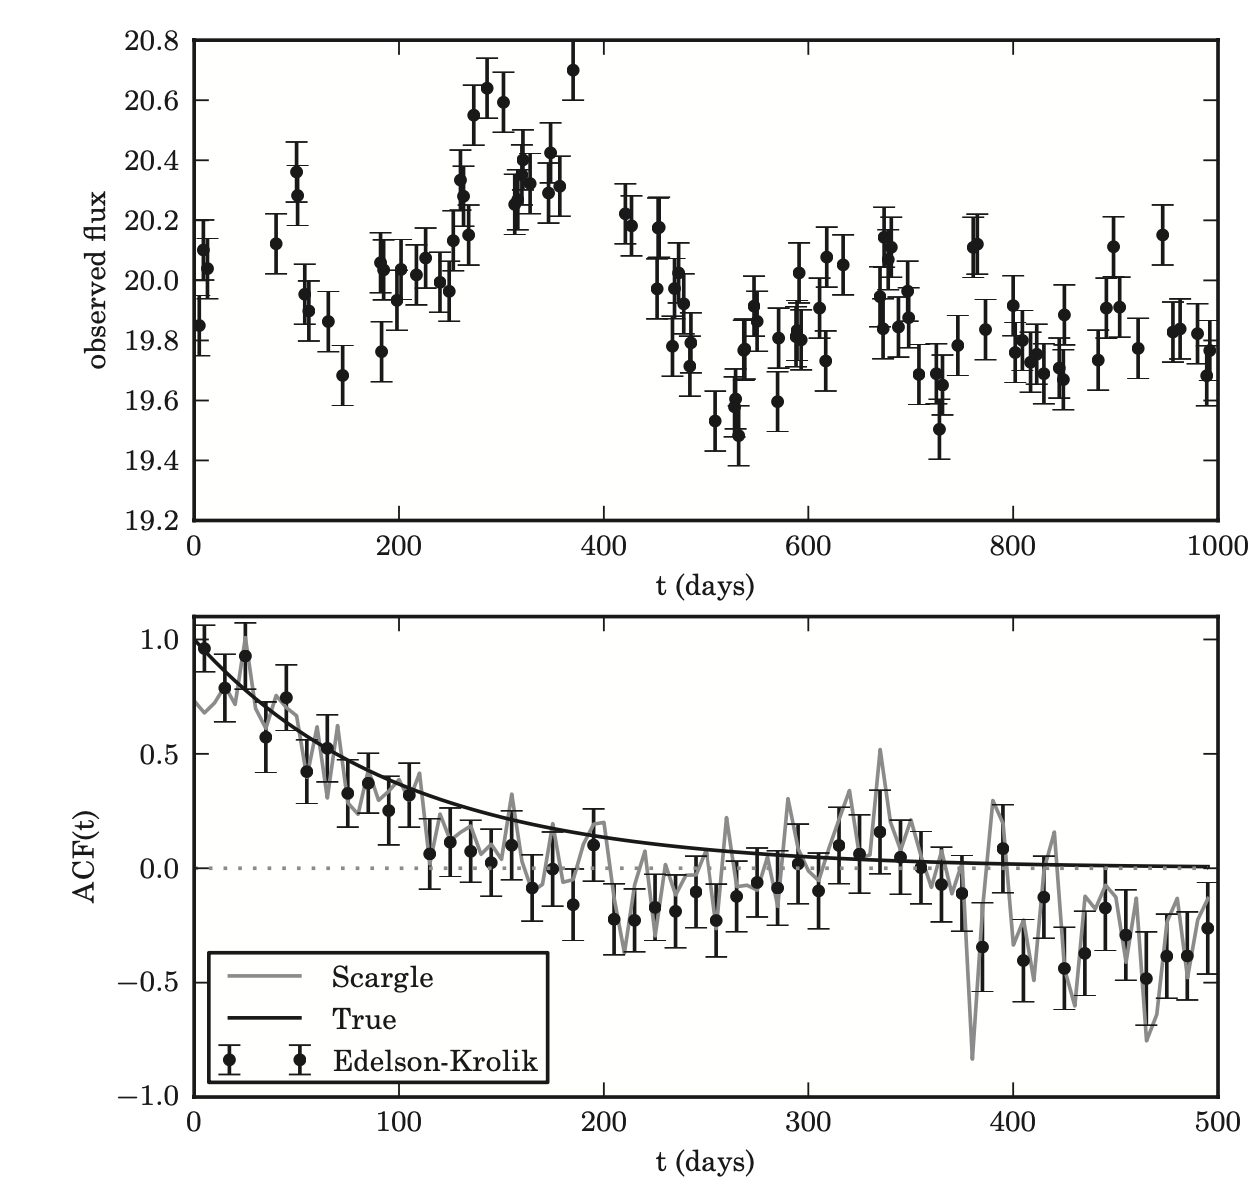 20.8
20.6
20.4
20.2
20.0
19.8
19.6
19.4
19.2
observed flux
0 200 400 600 800 1000
t (days)
1.0
0.5
0.0
−0.5
−1.0
ACF(t)
Scargle
True
Edelson-Krolik
0 100 200 300 400 500
t (days)